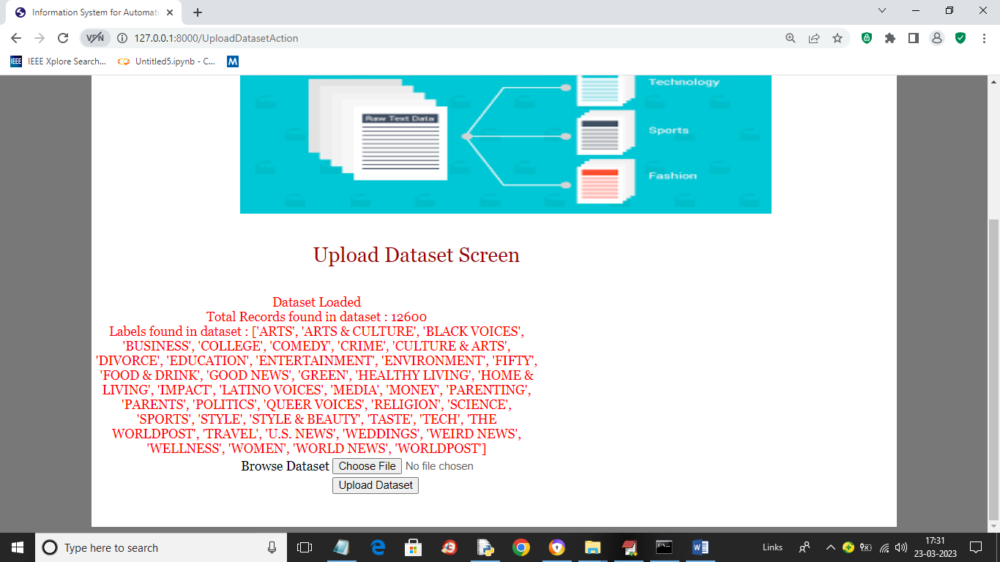 Information System for Automati
127.0.0.1:8000/UploadDatasetAction
VPN
IEEE
IEEE Xplore Search...
Untitled5.ipynb - C...
M
Technology
Raw Text Data
Sports
Fashion
Upload Dataset Screen
Dataset Loaded
Total Records found in dataset : 12600
Labels found in dataset : ['ARTS', 'ARTS & CULTURE', 'BLACK VOICES',
'BUSINESS', 'COLLEGE', 'COMEDY', 'CRIME', 'CULTURE & ARTS',
'DIVORCE', 'EDUCATION', 'ENTERTAINMENT', 'ENVIRONMENT', 'FIFTY',
'FOOD & DRINK', 'GOOD NEWS', 'GREEN', 'HEALTHY LIVING', 'HOME &
LIVING', 'IMPACT', 'LATINO VOICES', 'MEDIA', 'MONEY', 'PARENTING',
'PARENTS', 'POLITICS', 'QUEER VOICES', 'RELIGION', 'SCIENCE',
'SPORTS', 'STYLE', 'STYLE & BEAUTY', 'TASTE', 'TECH', 'THE
WORLDPOST', 'TRAVEL', 'U.S. NEWS', 'WEDDINGS', 'WEIRD NEWS',
'WELLNESS', 'WOMEN', 'WORLD NEWS', 'WORLDPOST']
Browse Dataset Choose File No file chosen
Upload Dataset
Type here to search
Links
17:31
23-03-2023